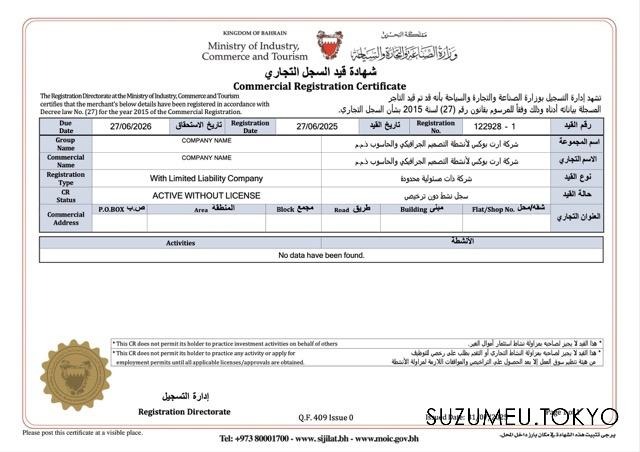 KINGDOM OF BAHRAIN
مملكة البحرين
Ministry of Industry,
Commerce and Tourism
وزارة الصناعة والتجارة والسياحة
شهادة قيد السجل التجاري
Commercial Registration Certificate
The Registration Directorate at the Ministry of Industry, Commerce and Tourism
certifies that the merchant's below details have been registered in accordance with
Decree law No. (27) for the year 2015 of the Commercial Registration.
تشهد إدارة التسجيل بوزارة الصناعة والتجارة والسياحة بأنه قد تم قيد التاجر
المسجلة بياناته أدناه وذلك وفقاً للمرسوم بقانون رقم (27) لسنة 2015 بشأن السجل التجاري.
Due Date 27/06/2026 تاريخ الاستحقاق Registration Date 27/06/2025 تاريخ القيد Registration No. 122928 - 1 رقم القيد
Group Name COMPANY NAME شركة ارت بوكس لأنشطة التصميم الجرافيكي والحاسوب ذ.م.م اسم المجموعة
Commercial Name COMPANY NAME شركة ارت بوكس لأنشطة التصميم الجرافيكي والحاسوب ذ.م.م الاسم التجاري
Registration Type With Limited Liability Company شركة ذات مسئولية محدودة نوع القيد
CR Status ACTIVE WITHOUT LICENSE سجل نشط دون ترخيص حالة القيد
Commercial Address P.O.BOX ص.ب Area المنطقة Block مجمع Road طريق Building مبنى Flat/Shop No. شقة/محل العنوان التجاري
Activities الأنشطة
No data have been found.
* This CR does not permit its holder to practice investment activities on behalf of others
* هذا القيد لا يجيز لصاحبه مزاولة نشاط استثمار أموال الغير.
* This CR does not permit its holder to practice any activity or apply for
employment permits until all applicable licenses/approvals are obtained.
* هذا القيد لا يجيز لصاحبه مزاولة النشاط التجاري أو التقدم بطلب على رخص للتوظيف
من هيئة تنظيم سوق العمل إلا بعد الحصول على التراخيص والموافقات اللازمة لمزاولة الأنشطة
إدارة التسجيل
Registration Directorate
Q.F. 409 Issue 0
Issued Date:
SUZUMEU.TOKYO
Please post this certificate at a visible place.
Tel: +973 80001700 - www.sijilat.bh - www.moic.gov.bh
يرجى تثبيت هذه الشهادة في مكان بارز داخل المحل.